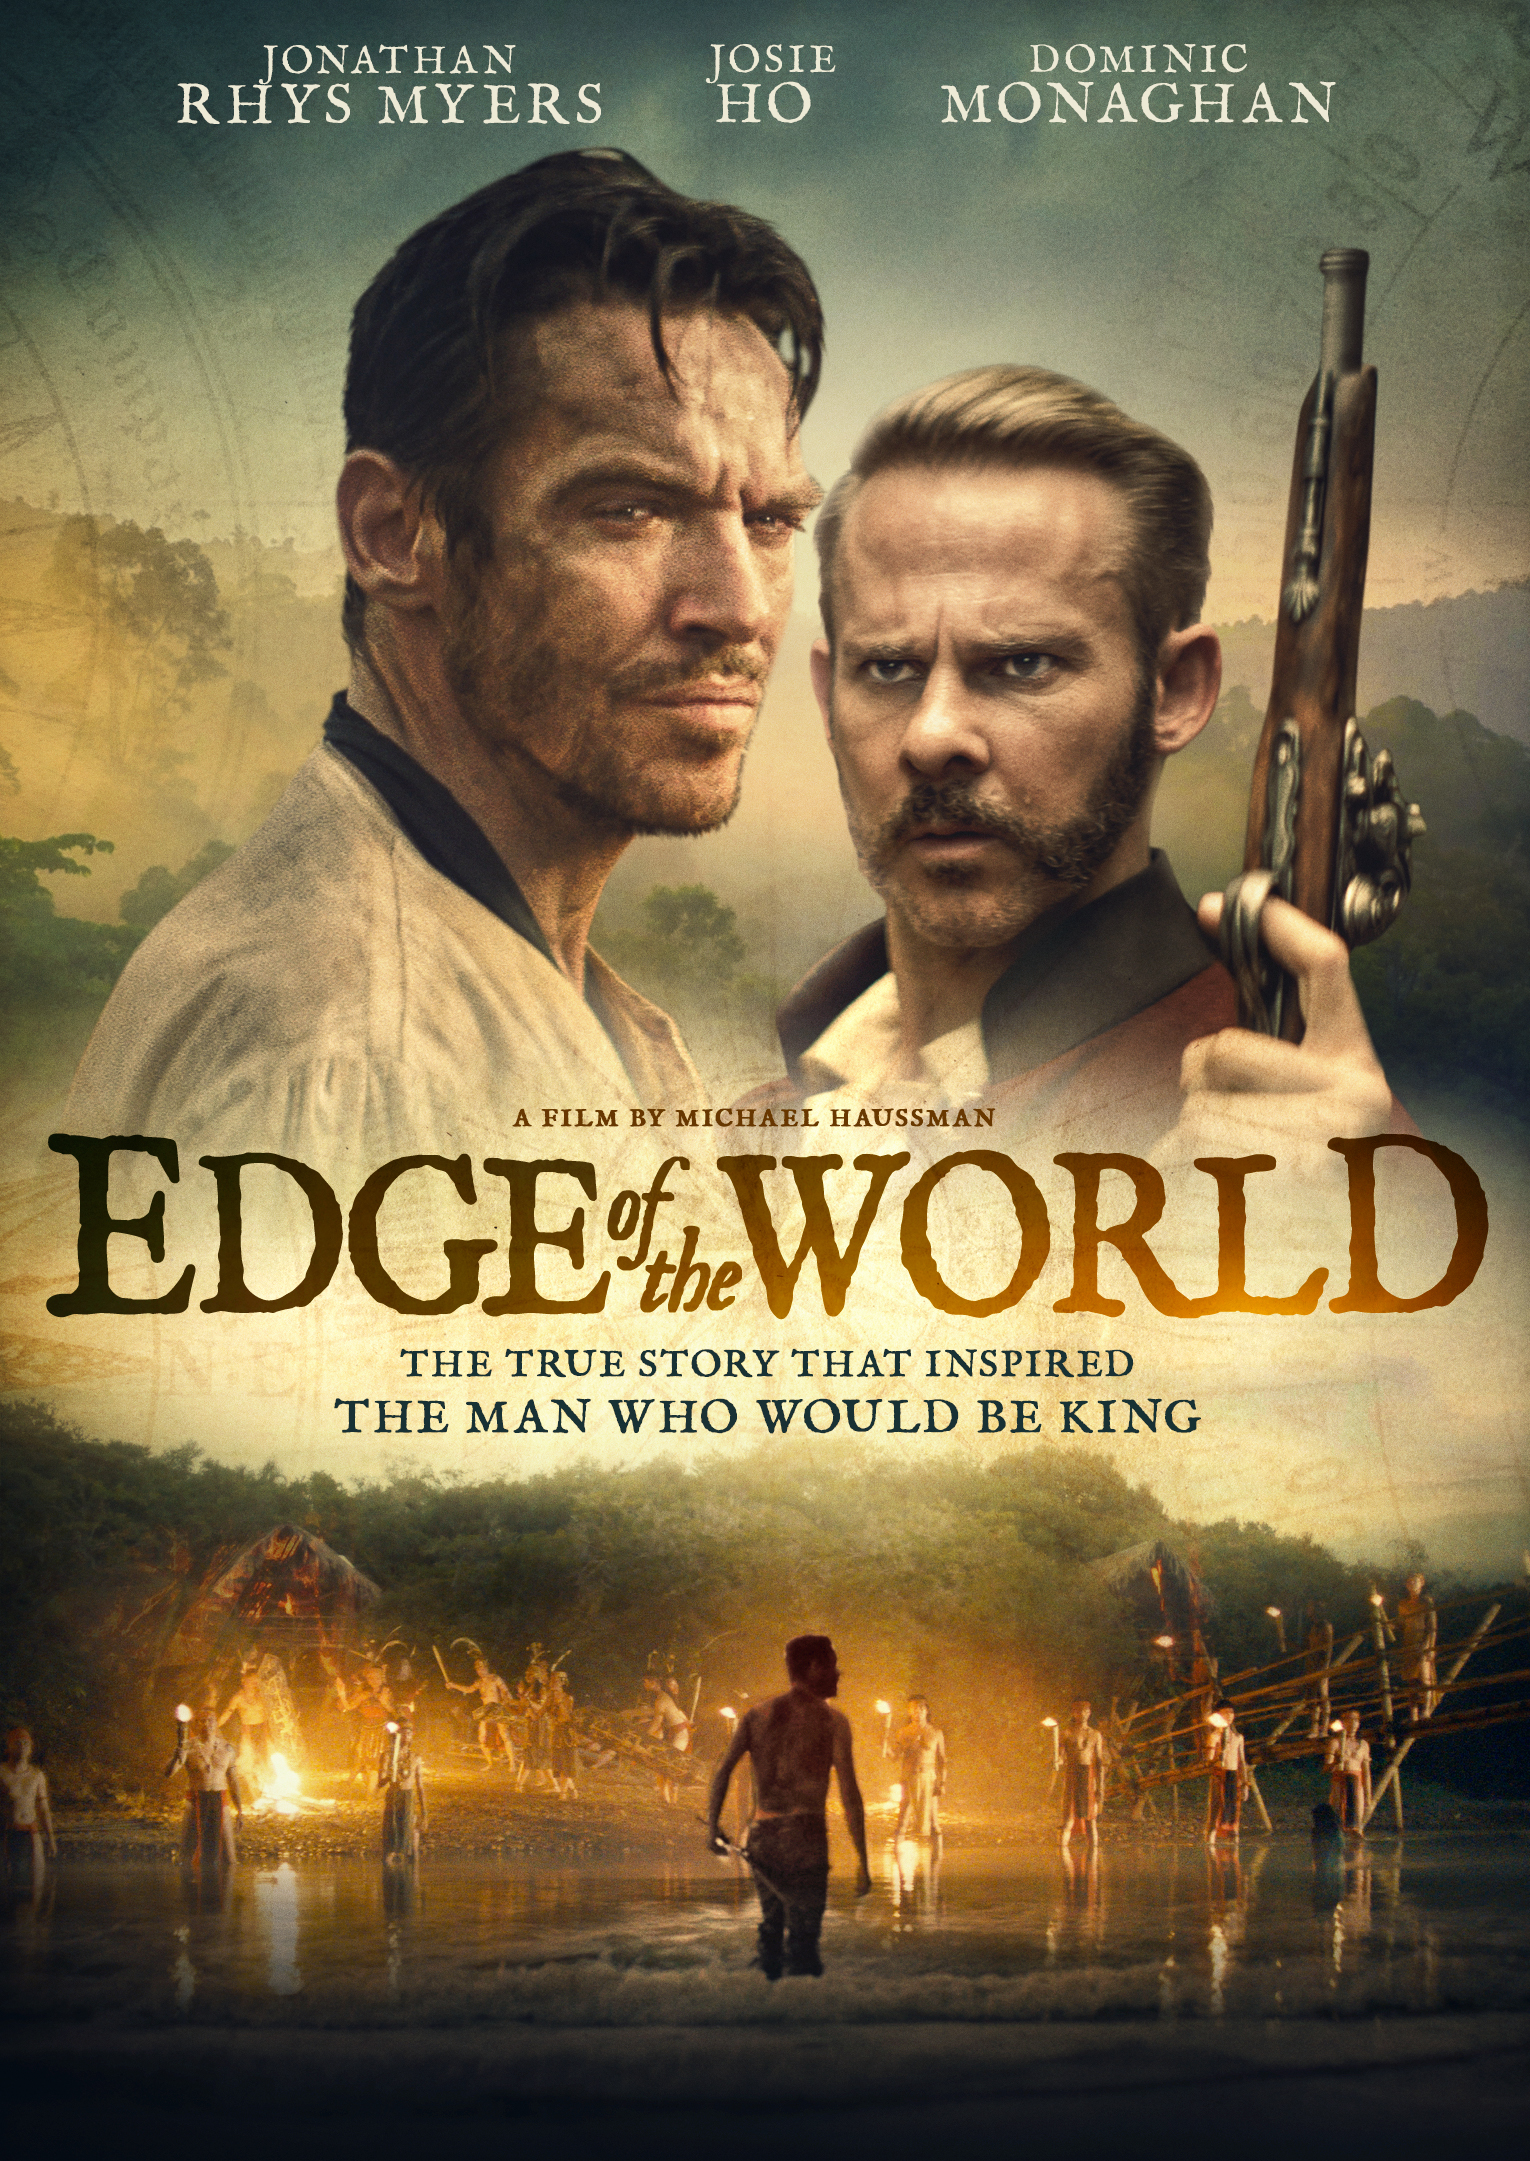 JONATHAN
RHYS MYERS
JOSIE
HO
DOMINIC
MONAGHAN
A FILM BY MICHAEL HAUSSMAN
EDGE of the WORLD
THE TRUE STORY THAT INSPIRED
THE MAN WHO WOULD BE KING